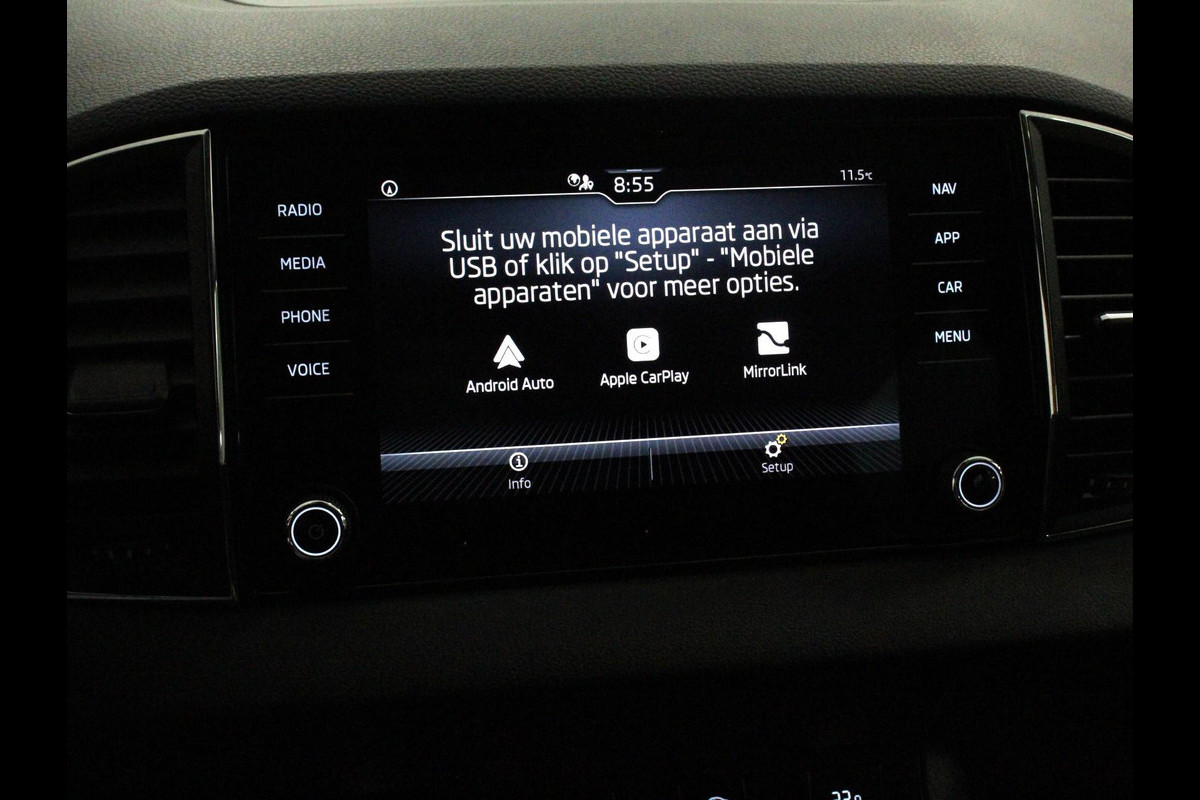 8:55
11.5°C
RADIO
MEDIA
PHONE
VOICE
Sluit uw mobiele apparaat aan via
USB of klik op "Setup" - "Mobiele
apparaten" voor meer opties.
Android Auto
Apple CarPlay
MirrorLink
Info
Setup
NAV
APP
CAR
MENU